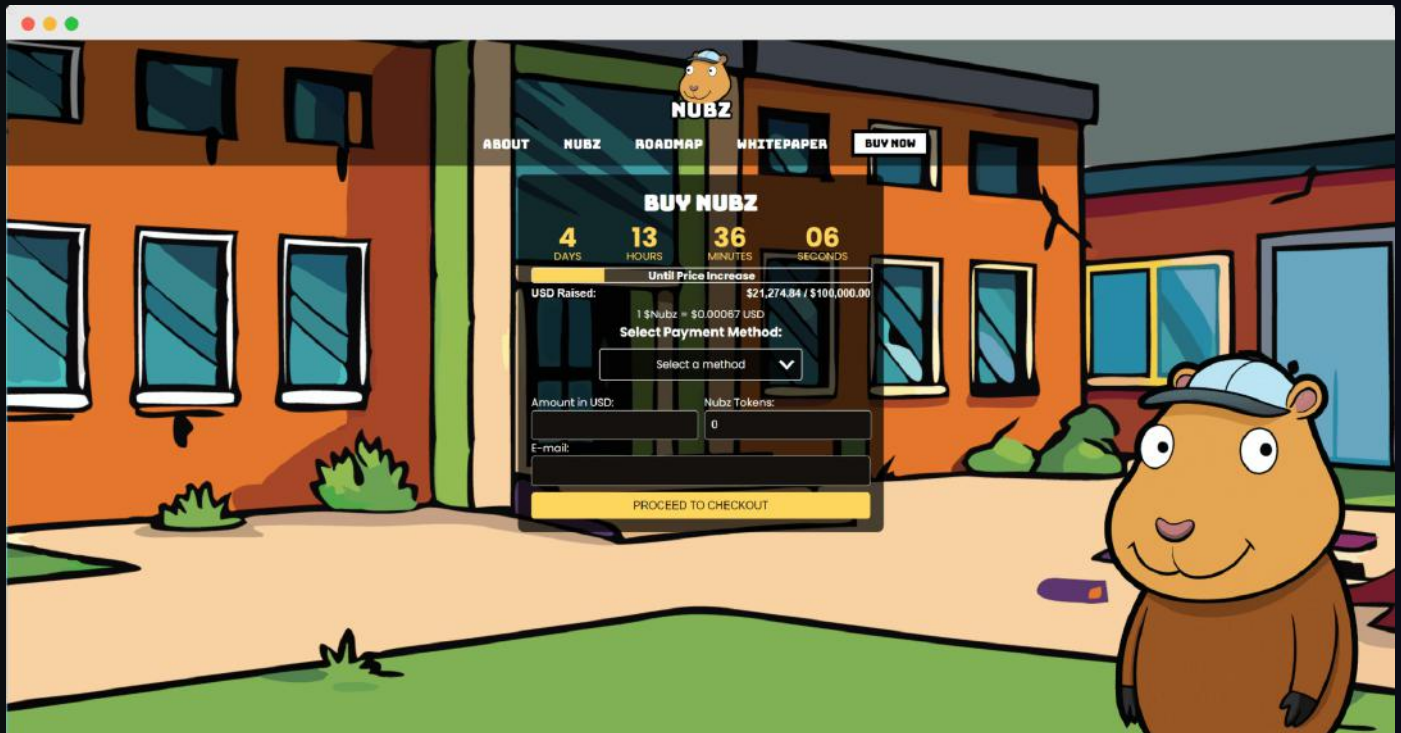 NUBZ
ABOUT NUBZ ROADMAP WHITEPAPER BUY NOW
BUY NUBZ
4 13 36 06
DAYS HOURS MINUTES SECONDS
Until Price Increase
USD Raised: $21,274.84 / $100,000.00
1 $Nubz = $0.00067 USD
Select Payment Method:
Select a method
Amount in USD: Nubz Tokens:
0
E-mail:
PROCEED TO CHECKOUT